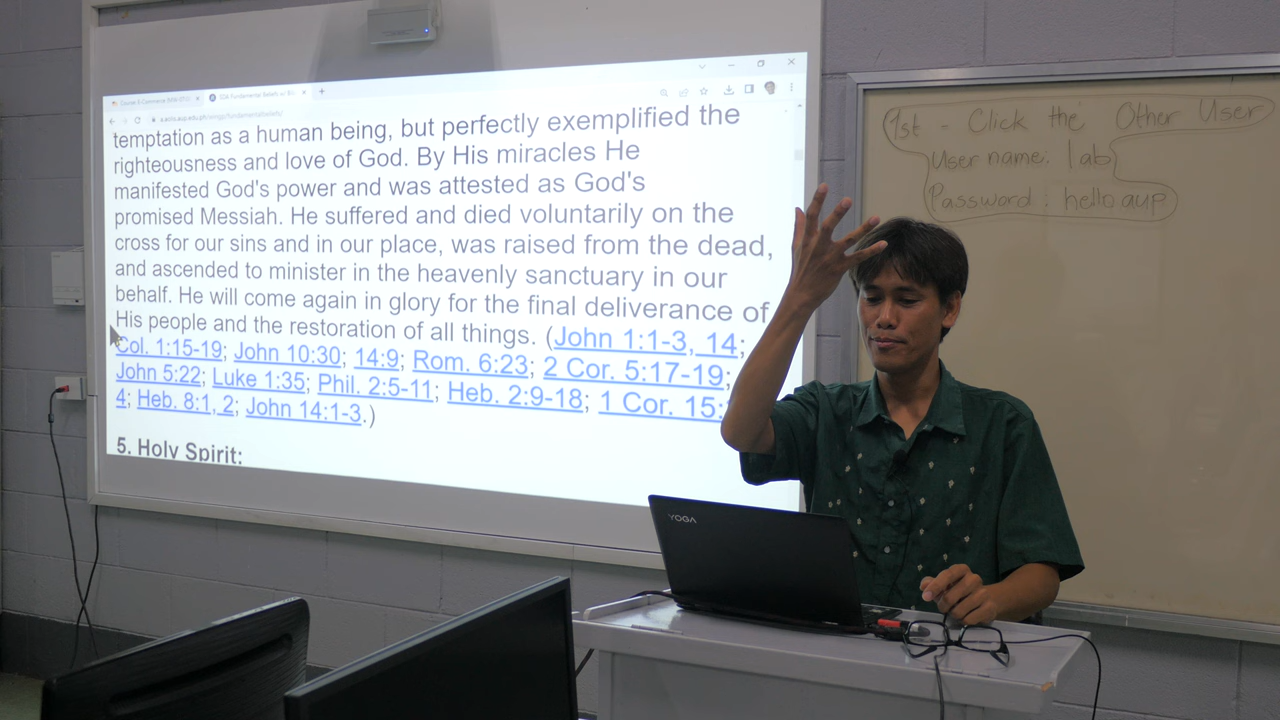 SDA Fundamental Beliefs
temptation as a human being, but perfectly exemplified the
righteousness and love of God. By His miracles He
manifested God's power and was attested as God's
promised Messiah. He suffered and died voluntarily on the
cross for our sins and in our place, was raised from the dead,
and ascended to minister in the heavenly sanctuary in our
behalf. He will come again in glory for the final deliverance of
His people and the restoration of all things. (John 1:1-3, 14;
Col. 1:15-19; John 10:30; 14:9; Rom. 6:23; 2 Cor. 5:17-19;
John 5:22; Luke 1:35; Phil. 2:5-11; Heb. 2:9-18; 1 Cor. 15:
4; Heb. 8:1, 2; John 14:1-3.)
5. Holy Spirit:
1st - Click the Other User
User name: lab
Password : hello aup
YOGA